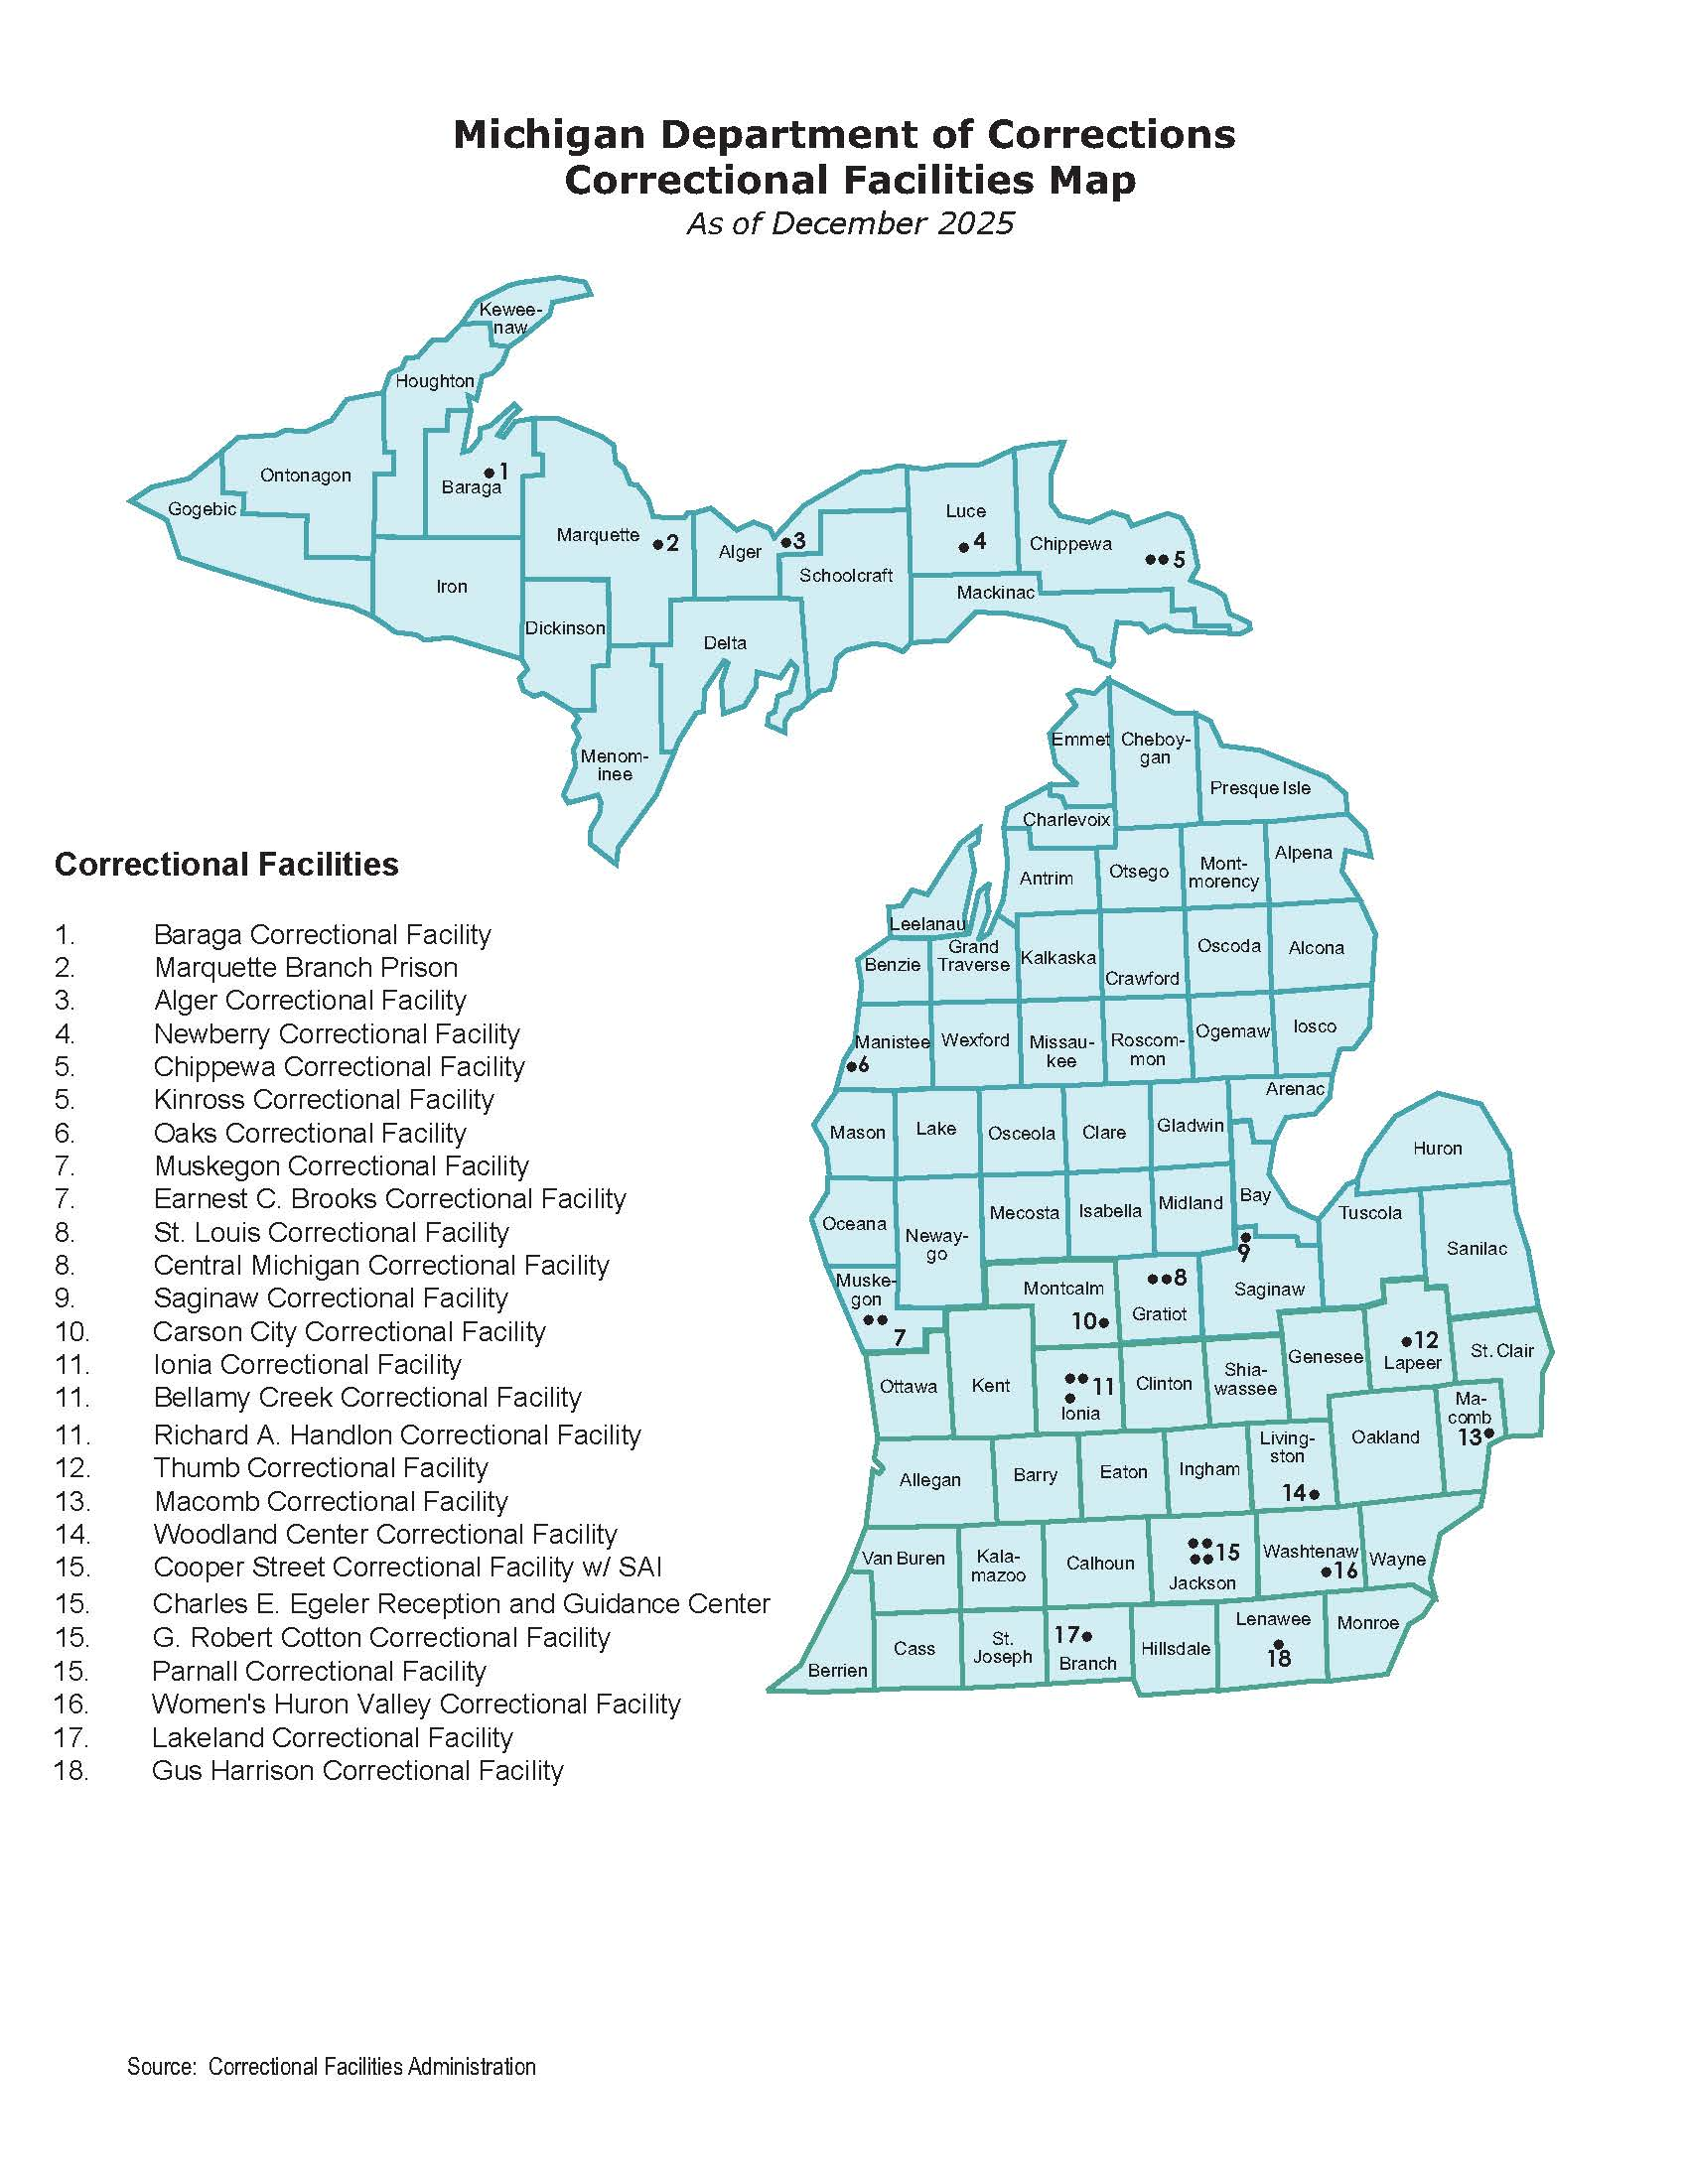 Michigan Department of Corrections
Correctional Facilities Map
As of December 2025
Kewee-
naw
Houghton
Ontonagon
Gogebic
Baraga
1
Iron
Marquette
2
Dickinson
Menom-
inee
Alger
3
Delta
Schoolcraft
Luce
4
Mackinac
Chippewa
5
Emmet
Cheboy-
gan
Presque Isle
Charlevoix
Antrim
Otsego
Mont-
morency
Alpena
Leelanau
Benzie
Grand
Traverse
Kalkaska
Crawford
Oscoda
Alcona
Manistee
6
Wexford
Missau-
kee
Roscom-
mon
Ogemaw
Iosco
Arenac
Mason
Lake
Osceola
Clare
Gladwin
Huron
Oceana
Neway-
go
Mecosta
Isabella
Midland
Bay
9
Tuscola
Sanilac
Muske-
gon
7
Montcalm
10
8
Gratiot
Saginaw
Ottawa
Kent
11
Ionia
Clinton
Shia-
wassee
Genesee
12
Lapeer
St. Clair
Ma-
comb
13
Allegan
Barry
Eaton
Ingham
Living-
ston
14
Oakland
Van Buren
Kala-
mazoo
Calhoun
15
Jackson
Washtenaw
16
Wayne
Berrien
Cass
St.
Joseph
17
Branch
Hillsdale
Lenawee
18
Monroe
Correctional Facilities
1. Baraga Correctional Facility
2. Marquette Branch Prison
3. Alger Correctional Facility
4. Newberry Correctional Facility
5. Chippewa Correctional Facility
5. Kinross Correctional Facility
6. Oaks Correctional Facility
7. Muskegon Correctional Facility
7. Earnest C. Brooks Correctional Facility
8. St. Louis Correctional Facility
8. Central Michigan Correctional Facility
9. Saginaw Correctional Facility
10. Carson City Correctional Facility
11. Ionia Correctional Facility
11. Bellamy Creek Correctional Facility
11. Richard A. Handlon Correctional Facility
12. Thumb Correctional Facility
13. Macomb Correctional Facility
14. Woodland Center Correctional Facility
15. Cooper Street Correctional Facility w/ SAI
15. Charles E. Egeler Reception and Guidance Center
15. G. Robert Cotton Correctional Facility
15. Parnall Correctional Facility
16. Women's Huron Valley Correctional Facility
17. Lakeland Correctional Facility
18. Gus Harrison Correctional Facility
Source: Correctional Facilities Administration